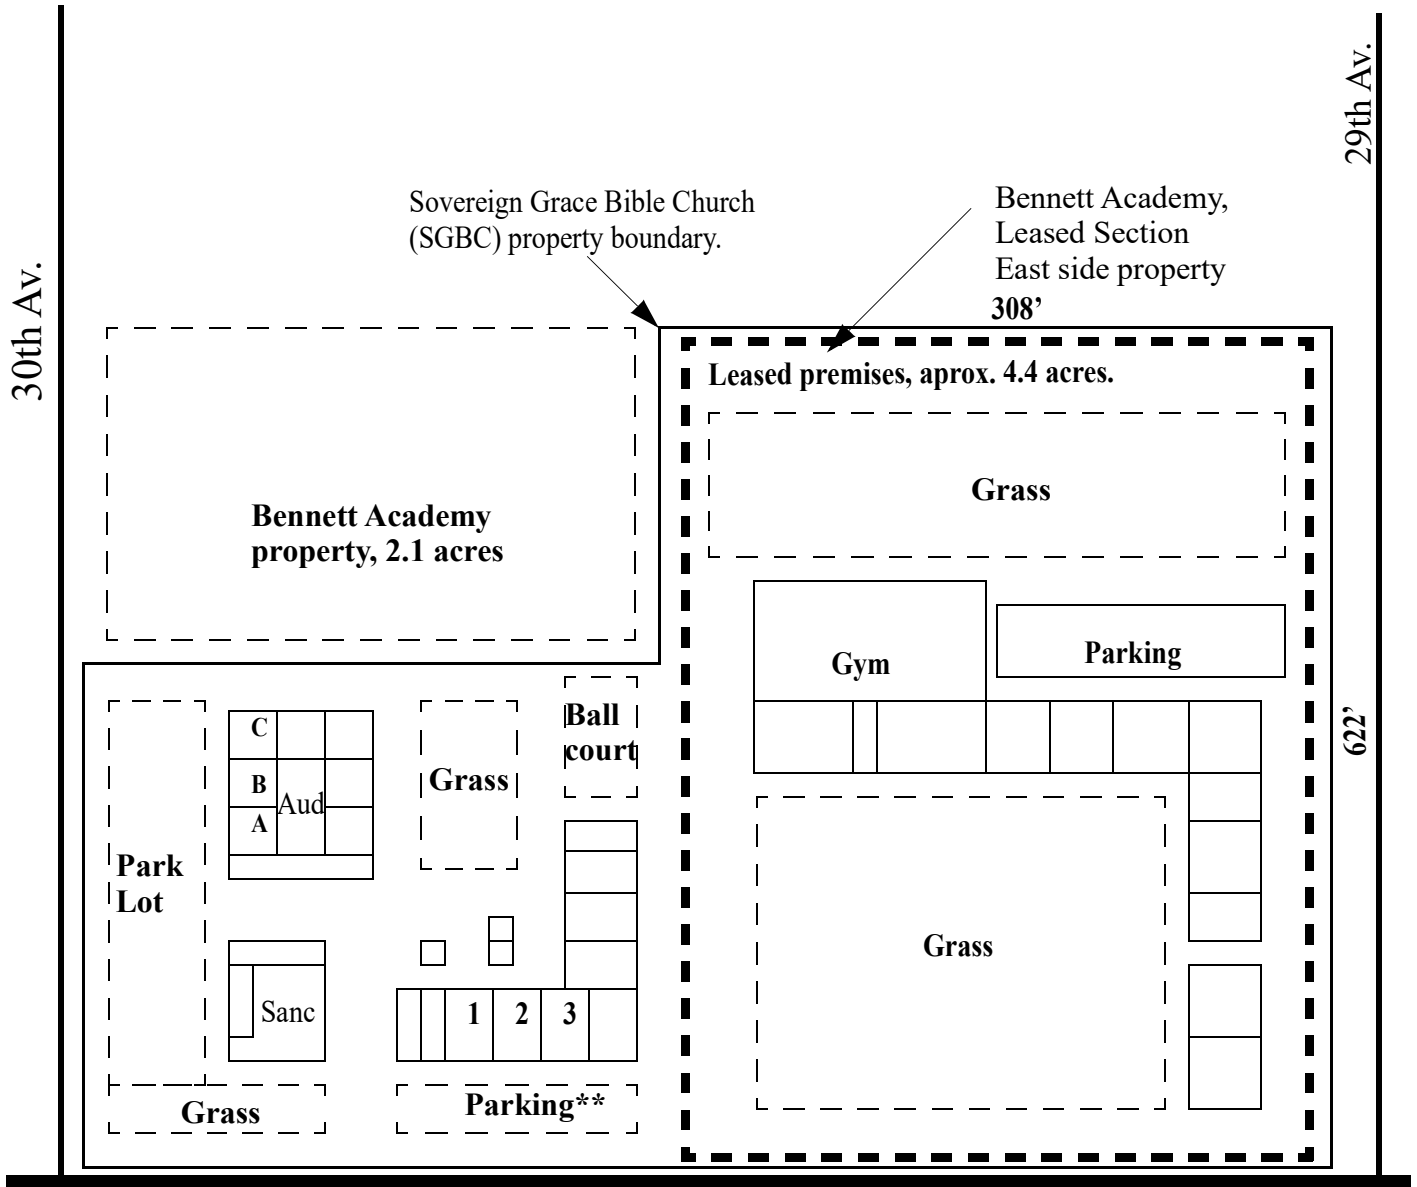 29th Av.
30th Av.
Sovereign Grace Bible Church
(SGBC) property boundary.
Bennett Academy,
Leased Section
East side property
308’
Leased premises, aprox. 4.4 acres.
Grass
Bennett Academy
property, 2.1 acres
Gym
Parking
622’
C
B
A
Aud
Grass
Ball
court
Park
Lot
Grass
Sanc
1
2
3
Grass
Parking**